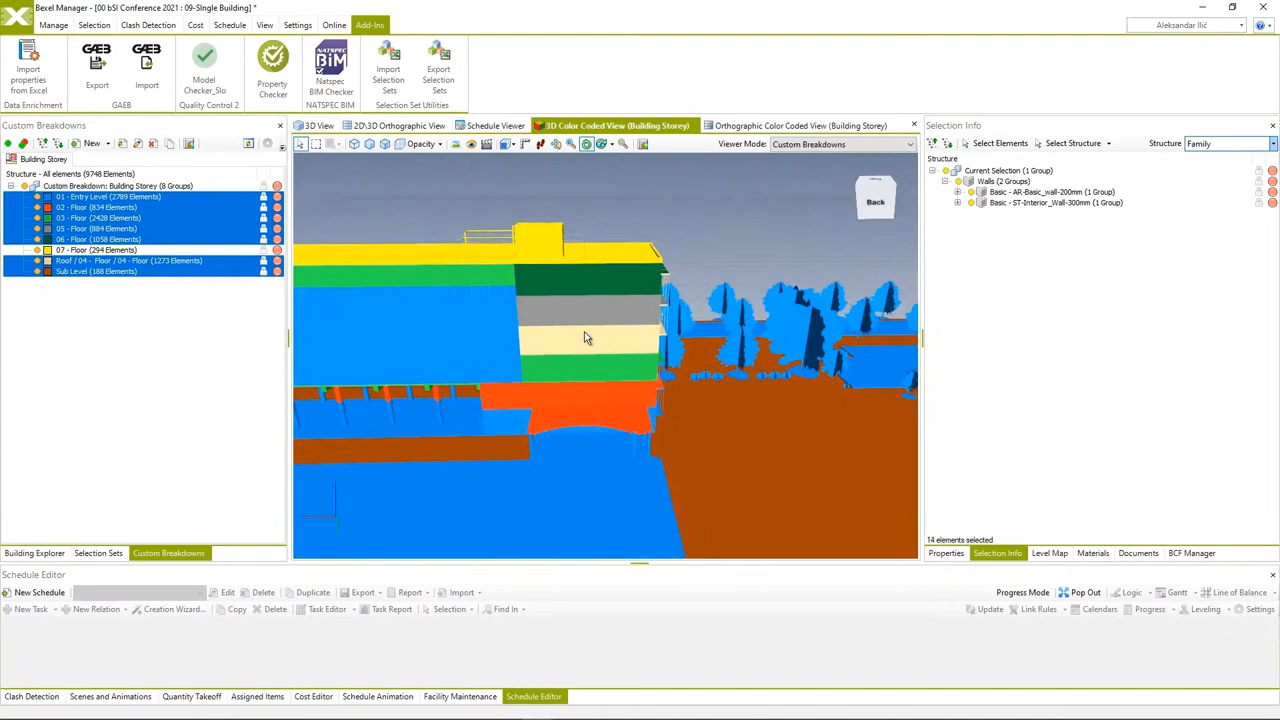 Bexel Manager - [00 bSI Conference 2021 : 09-SIngle Building] *
Manage Selection Clash Detection Cost Schedule View Settings Online Add-Ins
Aleksandar Ilić
Import properties from Excel
Export
Import
Model Checker_Slo
Property Checker
NATSPEC BIM
Natspec BIM Checker
Import Selection Sets
Export Selection Sets
GAEB GAEB
Data Enrichment GAEB Quality Control 2 NATSPEC BIM Selection Set Utilities
Custom Breakdowns
New
Building Storey
Structure - All elements (9748 Elements)
Custom Breakdown: Building Storey (8 Groups)
01 - Entry Level (2789 Elements)
02 - Floor (834 Elements)
03 - Floor (2428 Elements)
05 - Floor (884 Elements)
06 - Floor (1058 Elements)
07 - Floor (294 Elements)
Roof / 04 - Floor / 04 - Floor (1273 Elements)
Sub Level (188 Elements)
Building Explorer Selection Sets Custom Breakdowns
3D View 2D\3D Orthographic View Schedule Viewer 3D Color Coded View (Building Storey) Orthographic Color Coded View (Building Storey)
Opacity
Viewer Mode: Custom Breakdowns
Back
Selection Info
Select Elements Select Structure Structure Family
Structure
Current Selection (1 Group)
Walls (2 Groups)
Basic - AR-Basic_wall-200mm (1 Group)
Basic - ST-Interior_Wall-300mm (1 Group)
14 elements selected
Properties Selection Info Level Map Materials Documents BCF Manager
Schedule Editor
New Schedule Edit Delete Duplicate Export Report Import Progress Mode Pop Out Logic Gantt Line of Balance
New Task New Relation Creation Wizard... Copy Delete Task Editor Task Report Selection Find In Update Link Rules Calendars Progress Leveling Settings
Clash Detection Scenes and Animations Quantity Takeoff Assigned Items Cost Editor Schedule Animation Facility Maintenance Schedule Editor